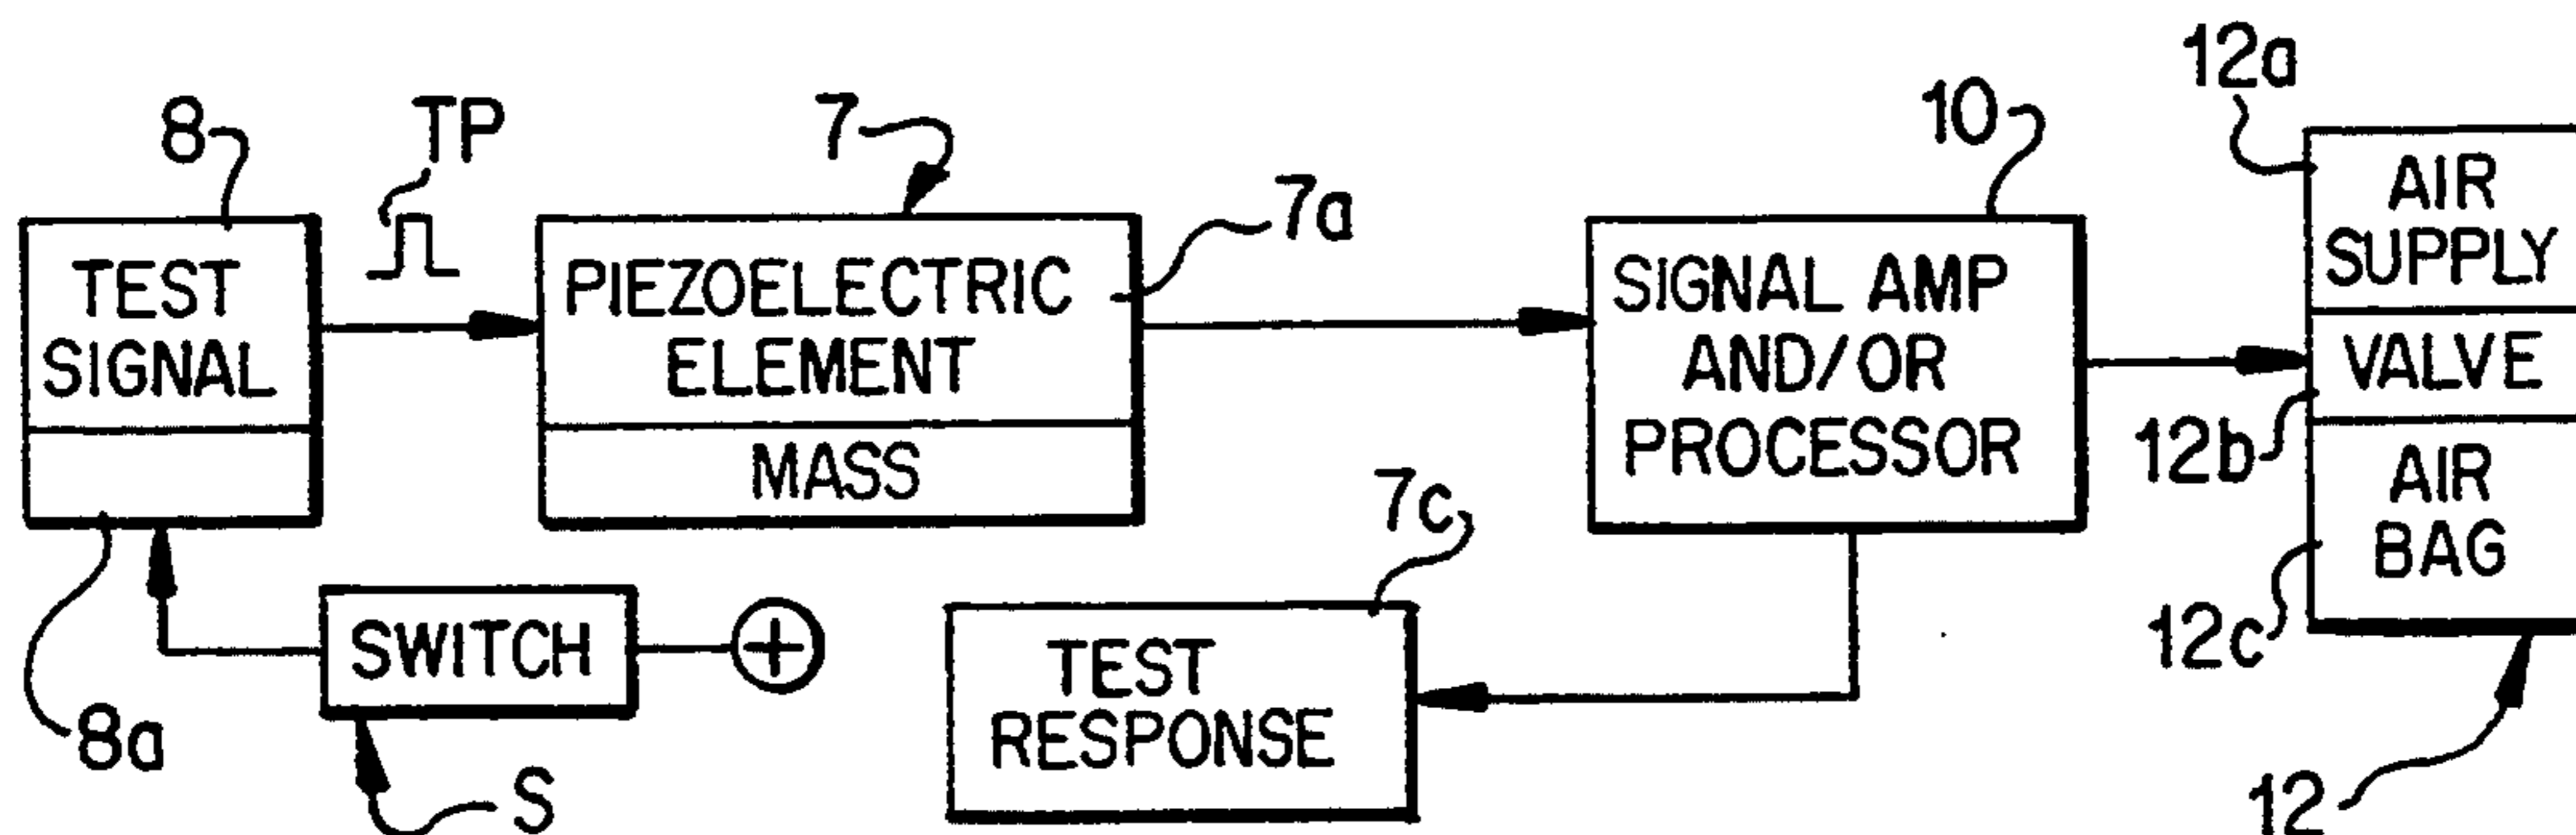 8
TP
7
7a
10
12a
TEST
SIGNAL
8a
PIEZOELECTRIC
ELEMENT
MASS
SIGNAL AMP
AND/OR
PROCESSOR
AIR
SUPPLY
VALVE
12b
AIR
BAG
12c
12
SWITCH
+
S
7c
TEST
RESPONSE